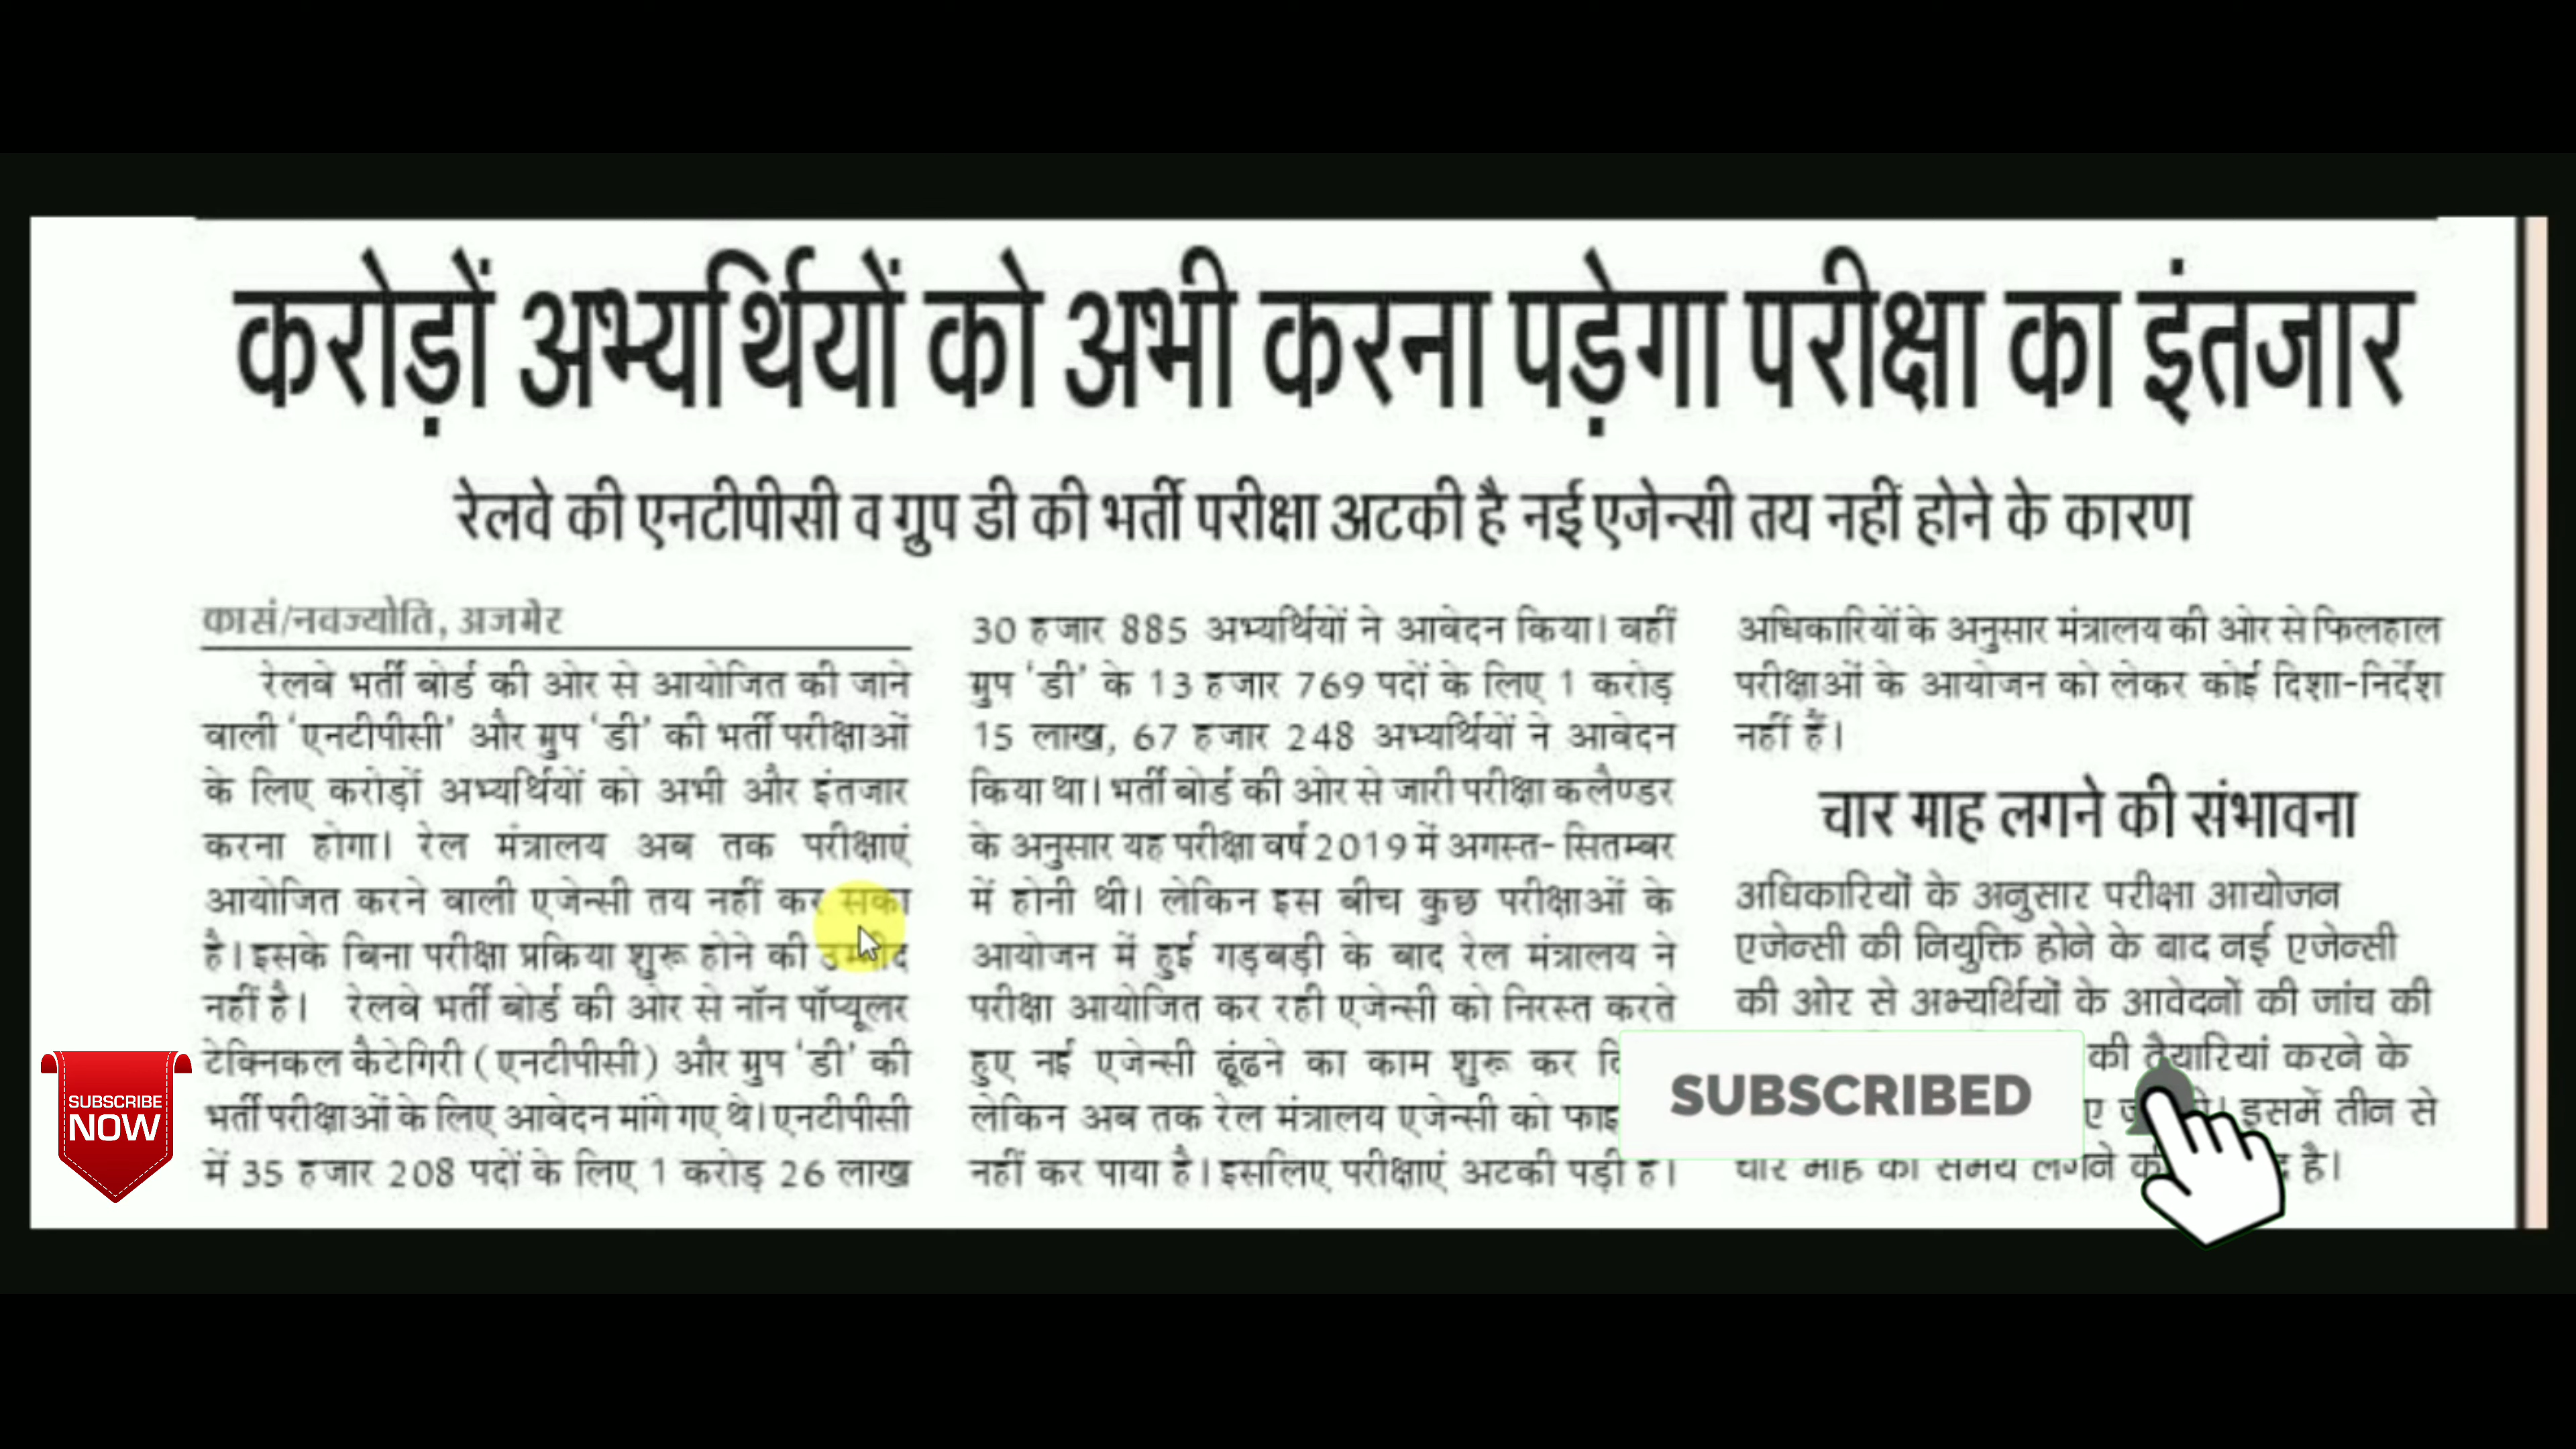 करोड़ों अभ्यर्थियों को अभी करना पड़ेगा परीक्षा का इंतजार
रेलवे की एनटीपीसी व ग्रुप डी की भर्ती परीक्षा अटकी है नई एजेन्सी तय नहीं होने के कारण
कासं/नवज्योति, अजमेर
रेलवे भर्ती बोर्ड की ओर से आयोजित की जाने
वाली 'एनटीपीसी' और ग्रुप 'डी' की भर्ती परीक्षाओं
के लिए करोड़ों अभ्यर्थियों को अभी और इंतजार
करना होगा। रेल मंत्रालय अब तक परीक्षाएं
आयोजित करने वाली एजेन्सी तय नहीं कर सका
है। इसके बिना परीक्षा प्रक्रिया शुरू होने की उम्मीद
नहीं है। रेलवे भर्ती बोर्ड की ओर से नॉन पॉप्यूलर
टेक्निकल कैटेगिरी (एनटीपीसी) और ग्रुप 'डी' की
भर्ती परीक्षाओं के लिए आवेदन मांगे गए थे। एनटीपीसी
में 35 हजार 208 पदों के लिए 1 करोड़ 26 लाख
30 हजार 885 अभ्यर्थियों ने आवेदन किया। वहीं
ग्रुप 'डी' के 13 हजार 769 पदों के लिए 1 करोड़
15 लाख, 67 हजार 248 अभ्यर्थियों ने आवेदन
किया था। भर्ती बोर्ड की ओर से जारी परीक्षा कलैण्डर
के अनुसार यह परीक्षा वर्ष 2019 में अगस्त- सितम्बर
में होनी थी। लेकिन इस बीच कुछ परीक्षाओं के
आयोजन में हुई गड़बड़ी के बाद रेल मंत्रालय ने
परीक्षा आयोजित कर रही एजेन्सी को निरस्त करते
हुए नई एजेन्सी ढूंढने का काम शुरू कर
लेकिन अब तक रेल मंत्रालय एजेन्सी को
नहीं कर पाया है। इसलिए परीक्षाएं अटकी पड़ी है।
अधिकारियों के अनुसार मंत्रालय की ओर से फिलहाल
परीक्षाओं के आयोजन को लेकर कोई दिशा-निर्देश
नहीं हैं।
चार माह लगने की संभावना
अधिकारियों के अनुसार परीक्षा आयोजन
एजेन्सी की नियुक्ति होने के बाद नई एजेन्सी
की ओर से अभ्यर्थियों के आवेदनों की जांच की
की तैयारियां करने के
इसमें तीन से
चार माह का समय लगने है।
SUBSCRIBE
NOW
SUBSCRIBED